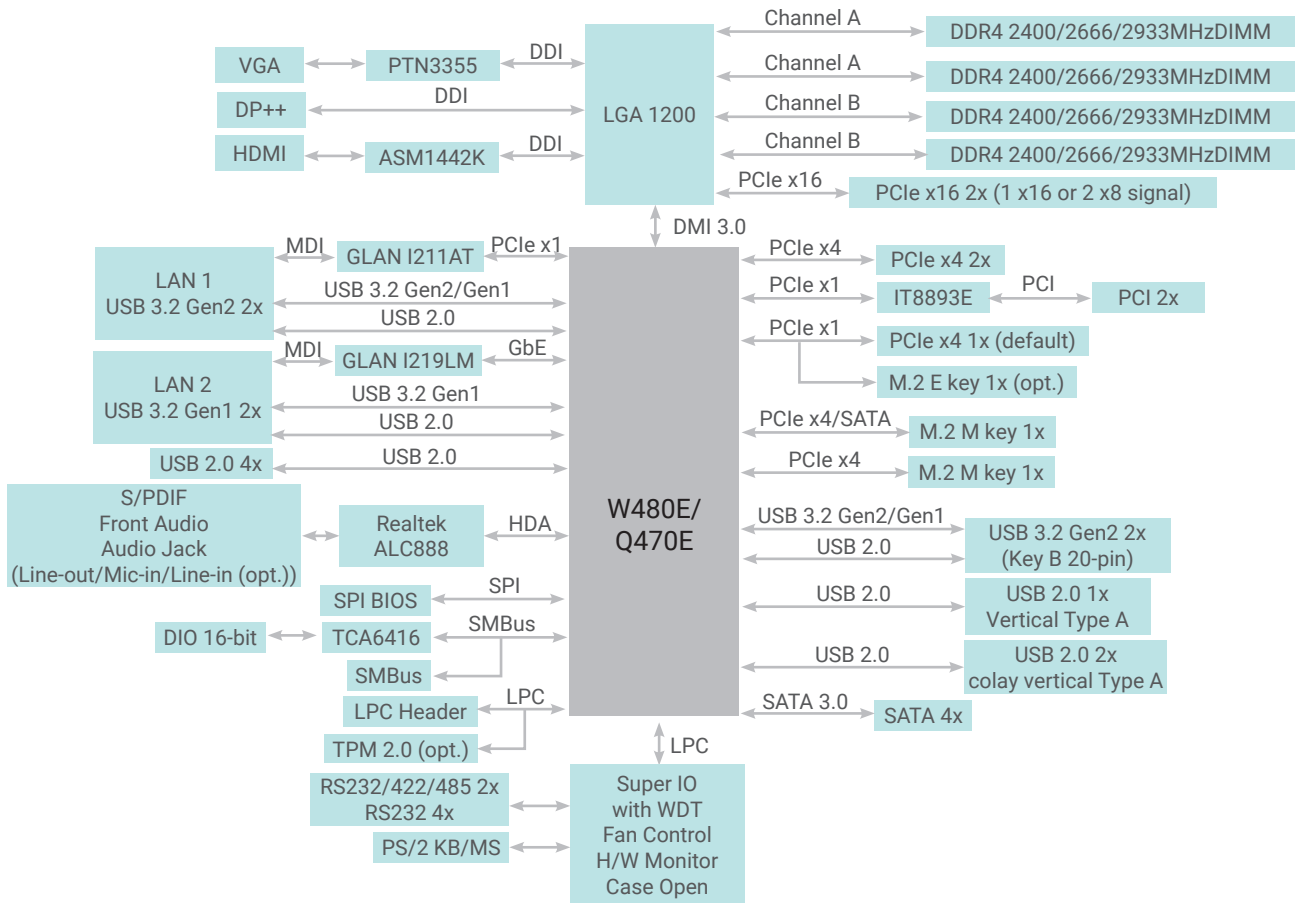 Channel A
DDR4 2400/2666/2933MHzDIMM
VGA
PTN3355
DDI
Channel A
DDR4 2400/2666/2933MHzDIMM
DP++
DDI
LGA 1200
Channel B
DDR4 2400/2666/2933MHzDIMM
HDMI
ASM1442K
DDI
Channel B
DDR4 2400/2666/2933MHzDIMM
PCIe x16
PCIe x16 2x (1 x16 or 2 x8 signal)
DMI 3.0
LAN 1
USB 3.2 Gen2 2x
MDI
GLAN I211AT
PCIe x1
USB 3.2 Gen2/Gen1
USB 2.0
LAN 2
USB 3.2 Gen1 2x
MDI
GLAN I219LM
GbE
USB 3.2 Gen1
USB 2.0
USB 2.0 4x
USB 2.0
S/PDIF
Front Audio
Audio Jack
(Line-out/Mic-in/Line-in (opt.))
Realtek
ALC888
HDA
SPI BIOS
SPI
DIO 16-bit
TCA6416
SMBus
SMBus
LPC Header
LPC
TPM 2.0 (opt.)
W480E/
Q470E
PCIe x4
PCIe x4 2x
PCIe x1
IT8893E
PCI
PCI 2x
PCIe x1
PCIe x4 1x (default)
M.2 E key 1x (opt.)
PCIe x4/SATA
M.2 M key 1x
PCIe x4
M.2 M key 1x
USB 3.2 Gen2/Gen1
USB 2.0
USB 3.2 Gen2 2x
(Key B 20-pin)
USB 2.0
USB 2.0 1x
Vertical Type A
USB 2.0
USB 2.0 2x
colay vertical Type A
SATA 3.0
SATA 4x
LPC
RS232/422/485 2x
RS232 4x
PS/2 KB/MS
Super IO
with WDT
Fan Control
H/W Monitor
Case Open